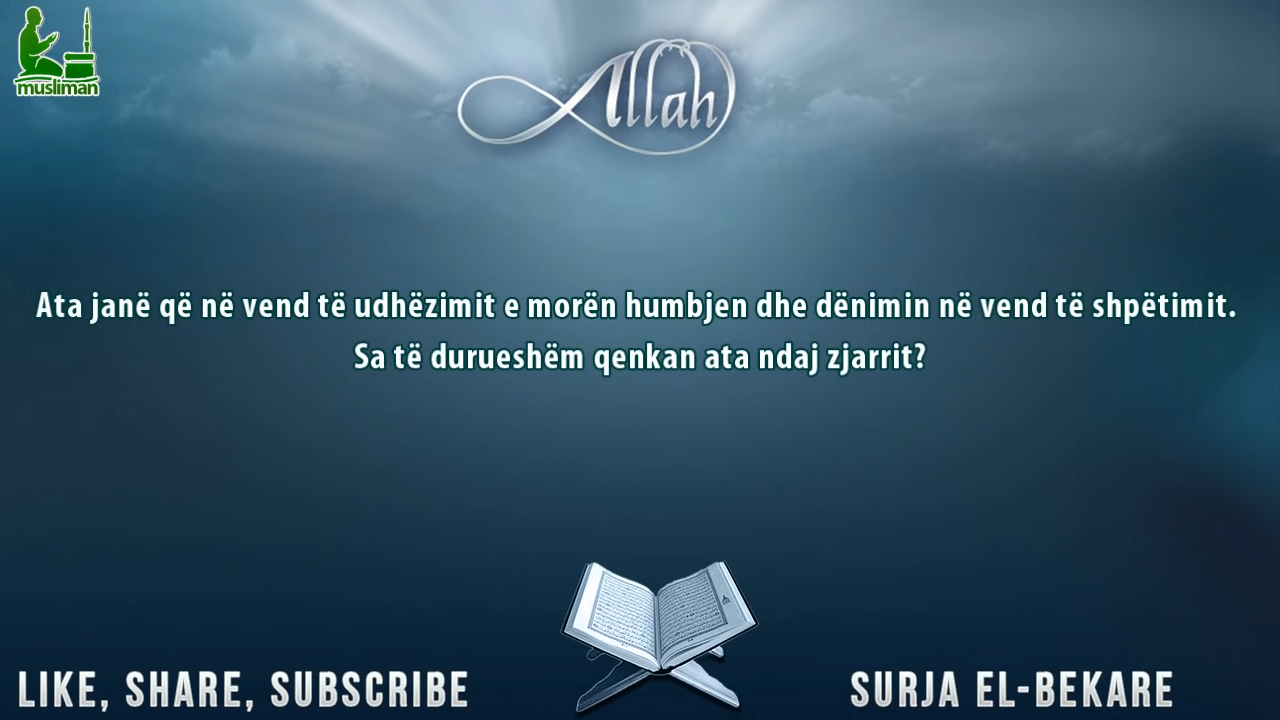 musliman
Allah
Ata janë që në vend të udhëzimit e morën humbjen dhe dënimin në vend të shpëtimit.
Sa të durueshëm qenkan ata ndaj zjarrit?
LIKE, SHARE, SUBSCRIBE
SURJA EL-BEKARE